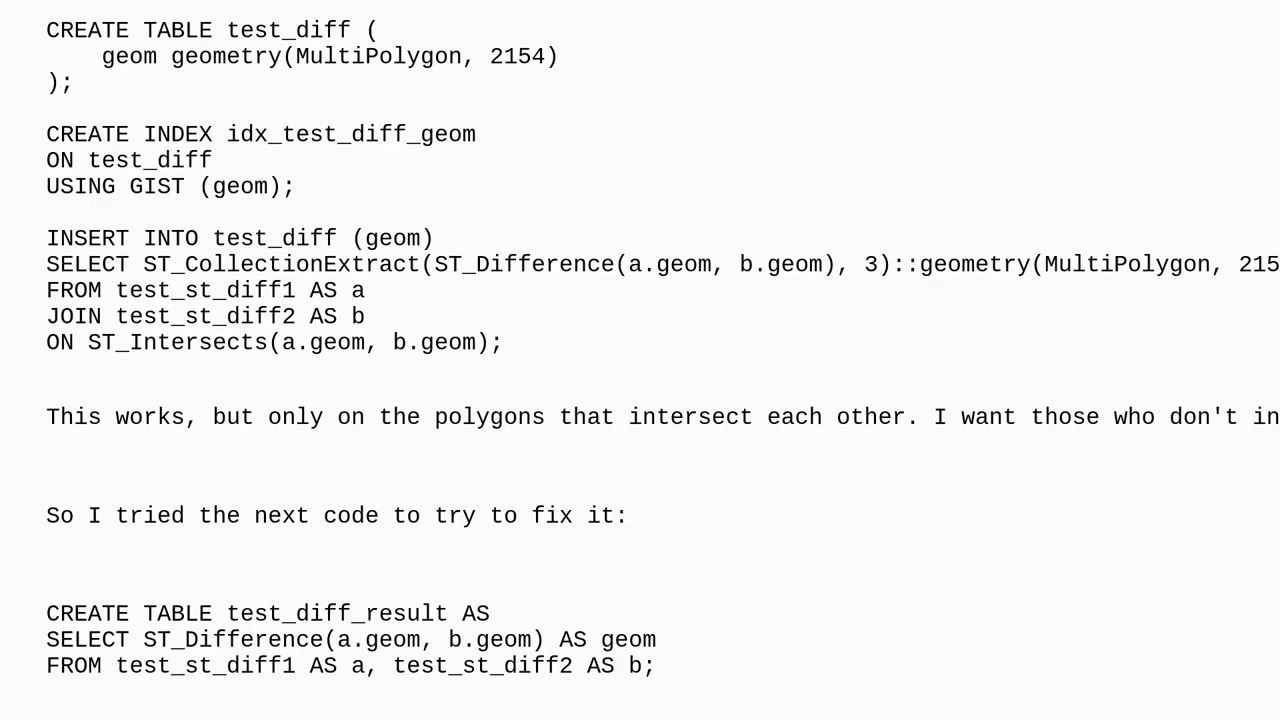 CREATE TABLE test_diff (
    geom geometry(MultiPolygon, 2154)
);
CREATE INDEX idx_test_diff_geom
ON test_diff
USING GIST (geom);
INSERT INTO test_diff (geom)
SELECT ST_CollectionExtract(ST_Difference(a.geom, b.geom), 3)::geometry(MultiPolygon, 215
FROM test_st_diff1 AS a
JOIN test_st_diff2 AS b
ON ST_Intersects(a.geom, b.geom);
This works, but only on the polygons that intersect each other. I want those who don't in
So I tried the next code to try to fix it:
CREATE TABLE test_diff_result AS
SELECT ST_Difference(a.geom, b.geom) AS geom
FROM test_st_diff1 AS a, test_st_diff2 AS b;